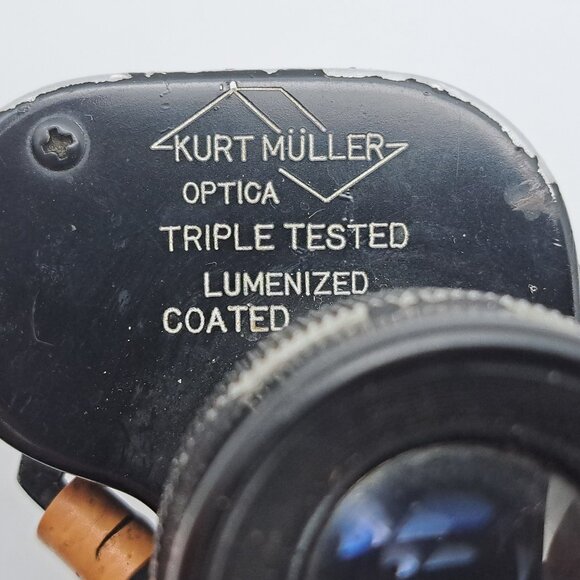 KURT MÜLLER
OPTICA
TRIPLE TESTED
LUMENIZED
COATED